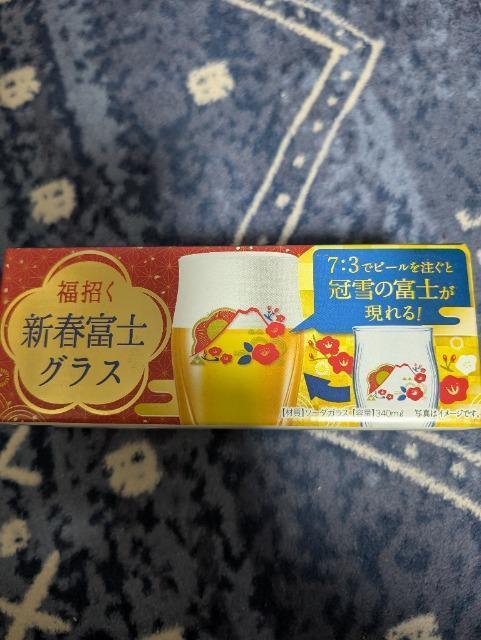 福招く
新春富士
グラス
7:3でビールを注ぐと
冠雪の富士が
現れる!
【材質】ソーダガラス 【容量】340mℓ 写真はイメージです。